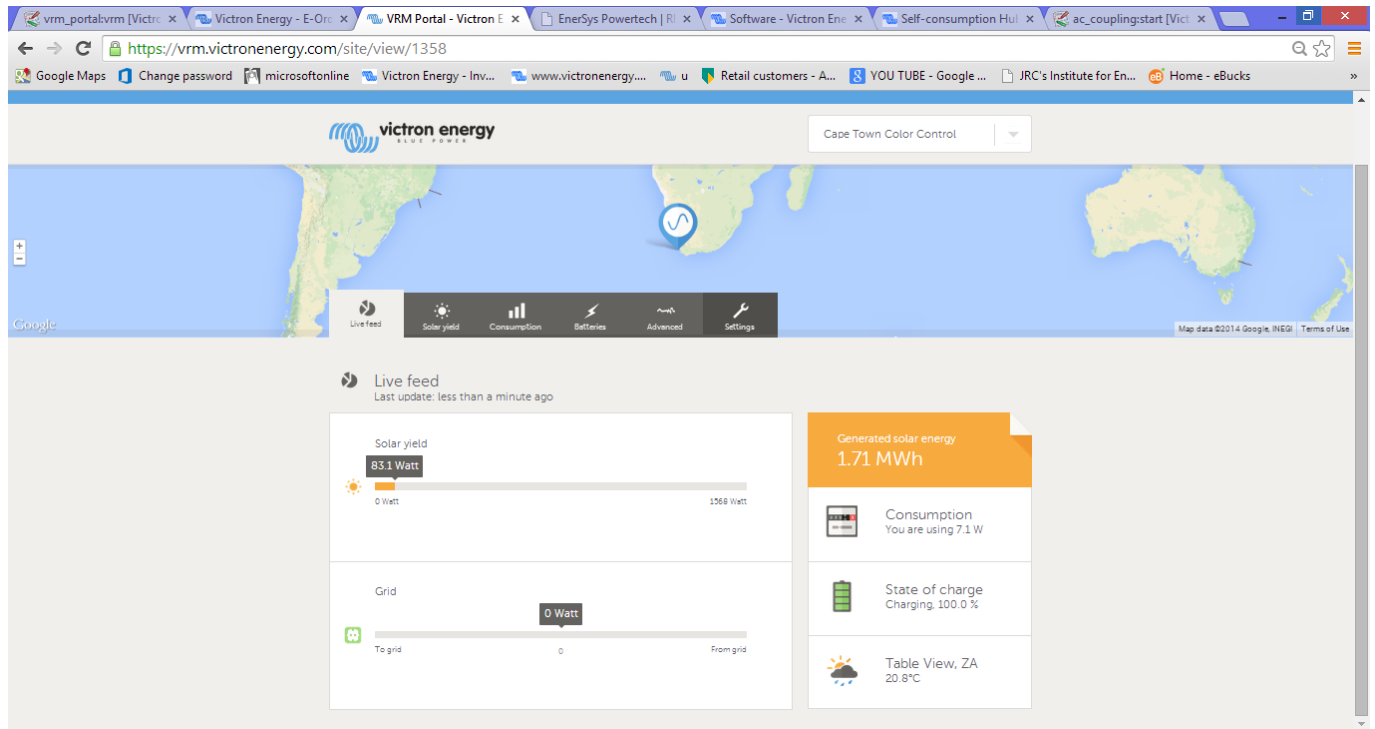 vrm_portal:vrm [Victro
Victron Energy - E-Orc
VRM Portal - Victron E
EnerSys Powertech | RI
Software - Victron Ene
Self-consumption Hul
ac_coupling:start [Vict
https://vrm.victronenergy.com/site/view/1358
Google Maps
Change password
microsoftonline
Victron Energy - Inv...
www.victronenergy....
u
Retail customers - A...
YOU TUBE - Google ...
JRC's Institute for En...
Home - eBucks
»
victron energy
BLUE POWER
Cape Town Color Control
+
−
Google
Live feed
Solar yield
Consumption
Batteries
Advanced
Settings
Map data ©2014 Google, INEGI
Terms of Use
Live feed
Last update: less than a minute ago
Solar yield
83.1 Watt
0 Watt
1568 Watt
Grid
0 Watt
To grid
0
From grid
Generated solar energy
1.71 MWh
Consumption
You are using 7.1 W
State of charge
Charging, 100.0 %
Table View, ZA
20.8°C